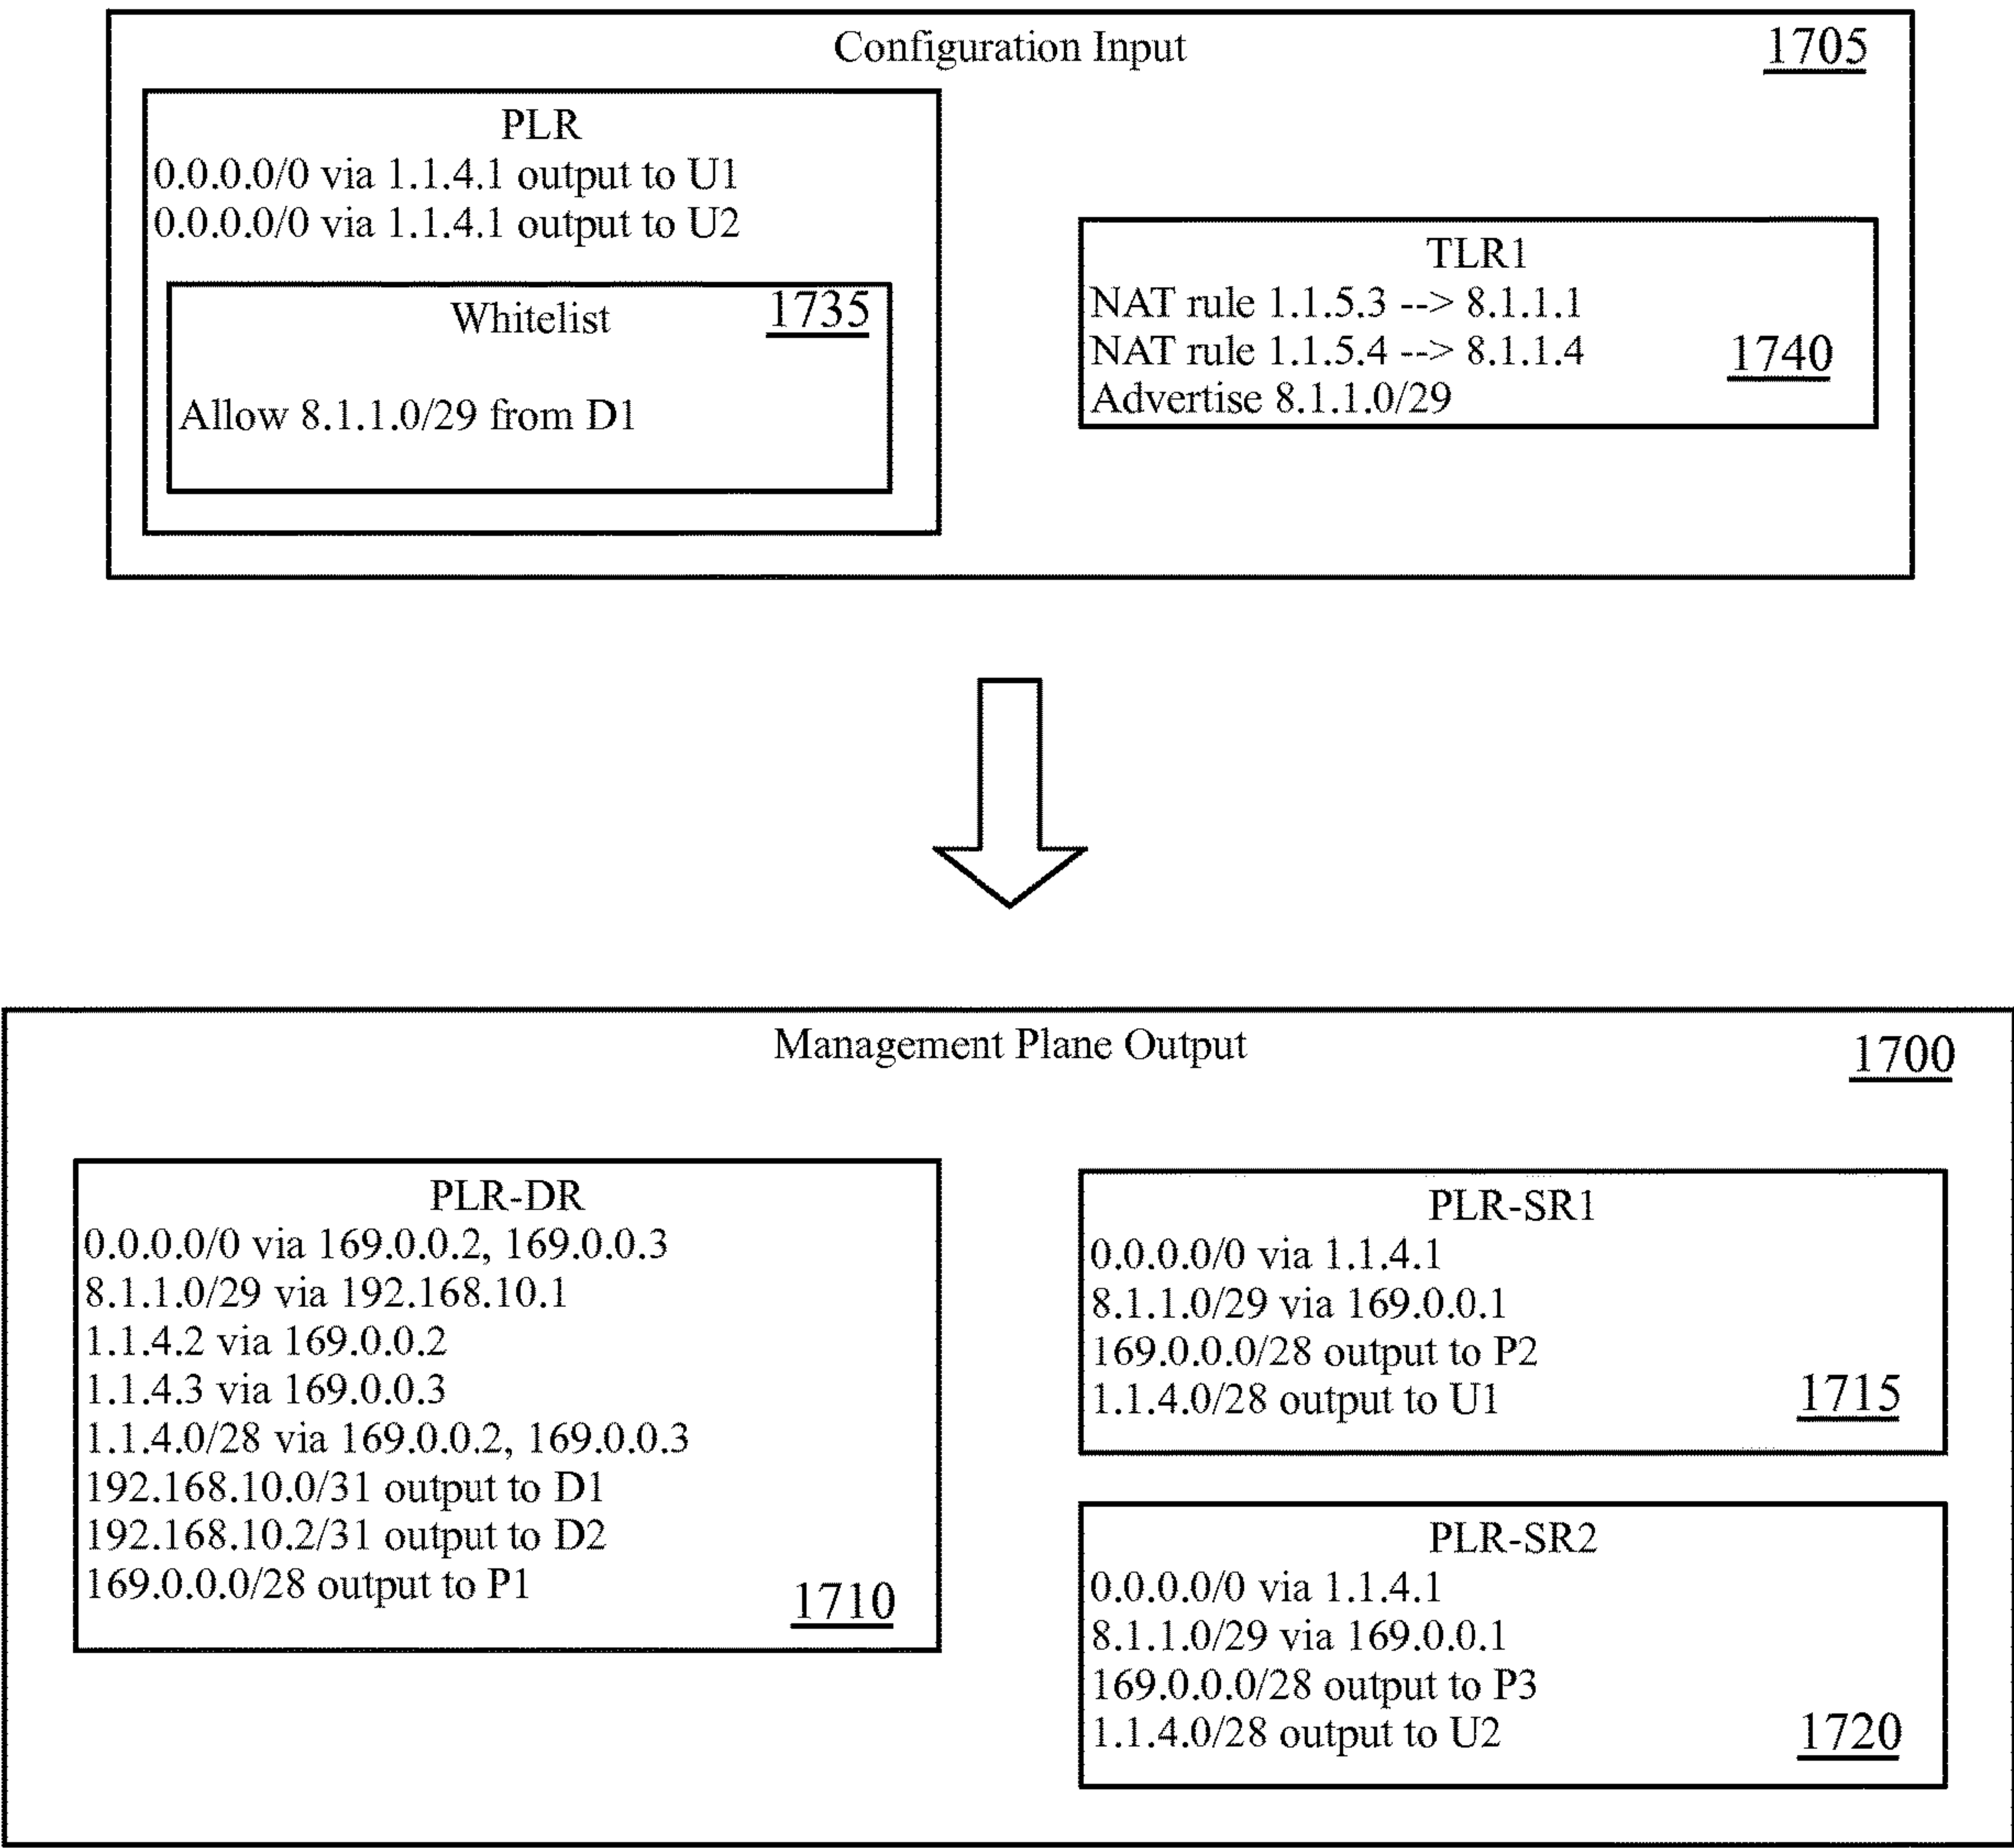 Configuration Input
1705
PLR
0.0.0.0/0 via 1.1.4.1 output to U1
0.0.0.0/0 via 1.1.4.1 output to U2
Whitelist
1735
Allow 8.1.1.0/29 from D1
TLR1
NAT rule 1.1.5.3 --> 8.1.1.1
NAT rule 1.1.5.4 --> 8.1.1.4
1740
Advertise 8.1.1.0/29
Management Plane Output
1700
PLR-DR
0.0.0.0/0 via 169.0.0.2, 169.0.0.3
8.1.1.0/29 via 192.168.10.1
1.1.4.2 via 169.0.0.2
1.1.4.3 via 169.0.0.3
1.1.4.0/28 via 169.0.0.2, 169.0.0.3
192.168.10.0/31 output to D1
192.168.10.2/31 output to D2
169.0.0.0/28 output to P1
1710
PLR-SR1
0.0.0.0/0 via 1.1.4.1
8.1.1.0/29 via 169.0.0.1
169.0.0.0/28 output to P2
1.1.4.0/28 output to U1
1715
PLR-SR2
0.0.0.0/0 via 1.1.4.1
8.1.1.0/29 via 169.0.0.1
169.0.0.0/28 output to P3
1.1.4.0/28 output to U2
1720